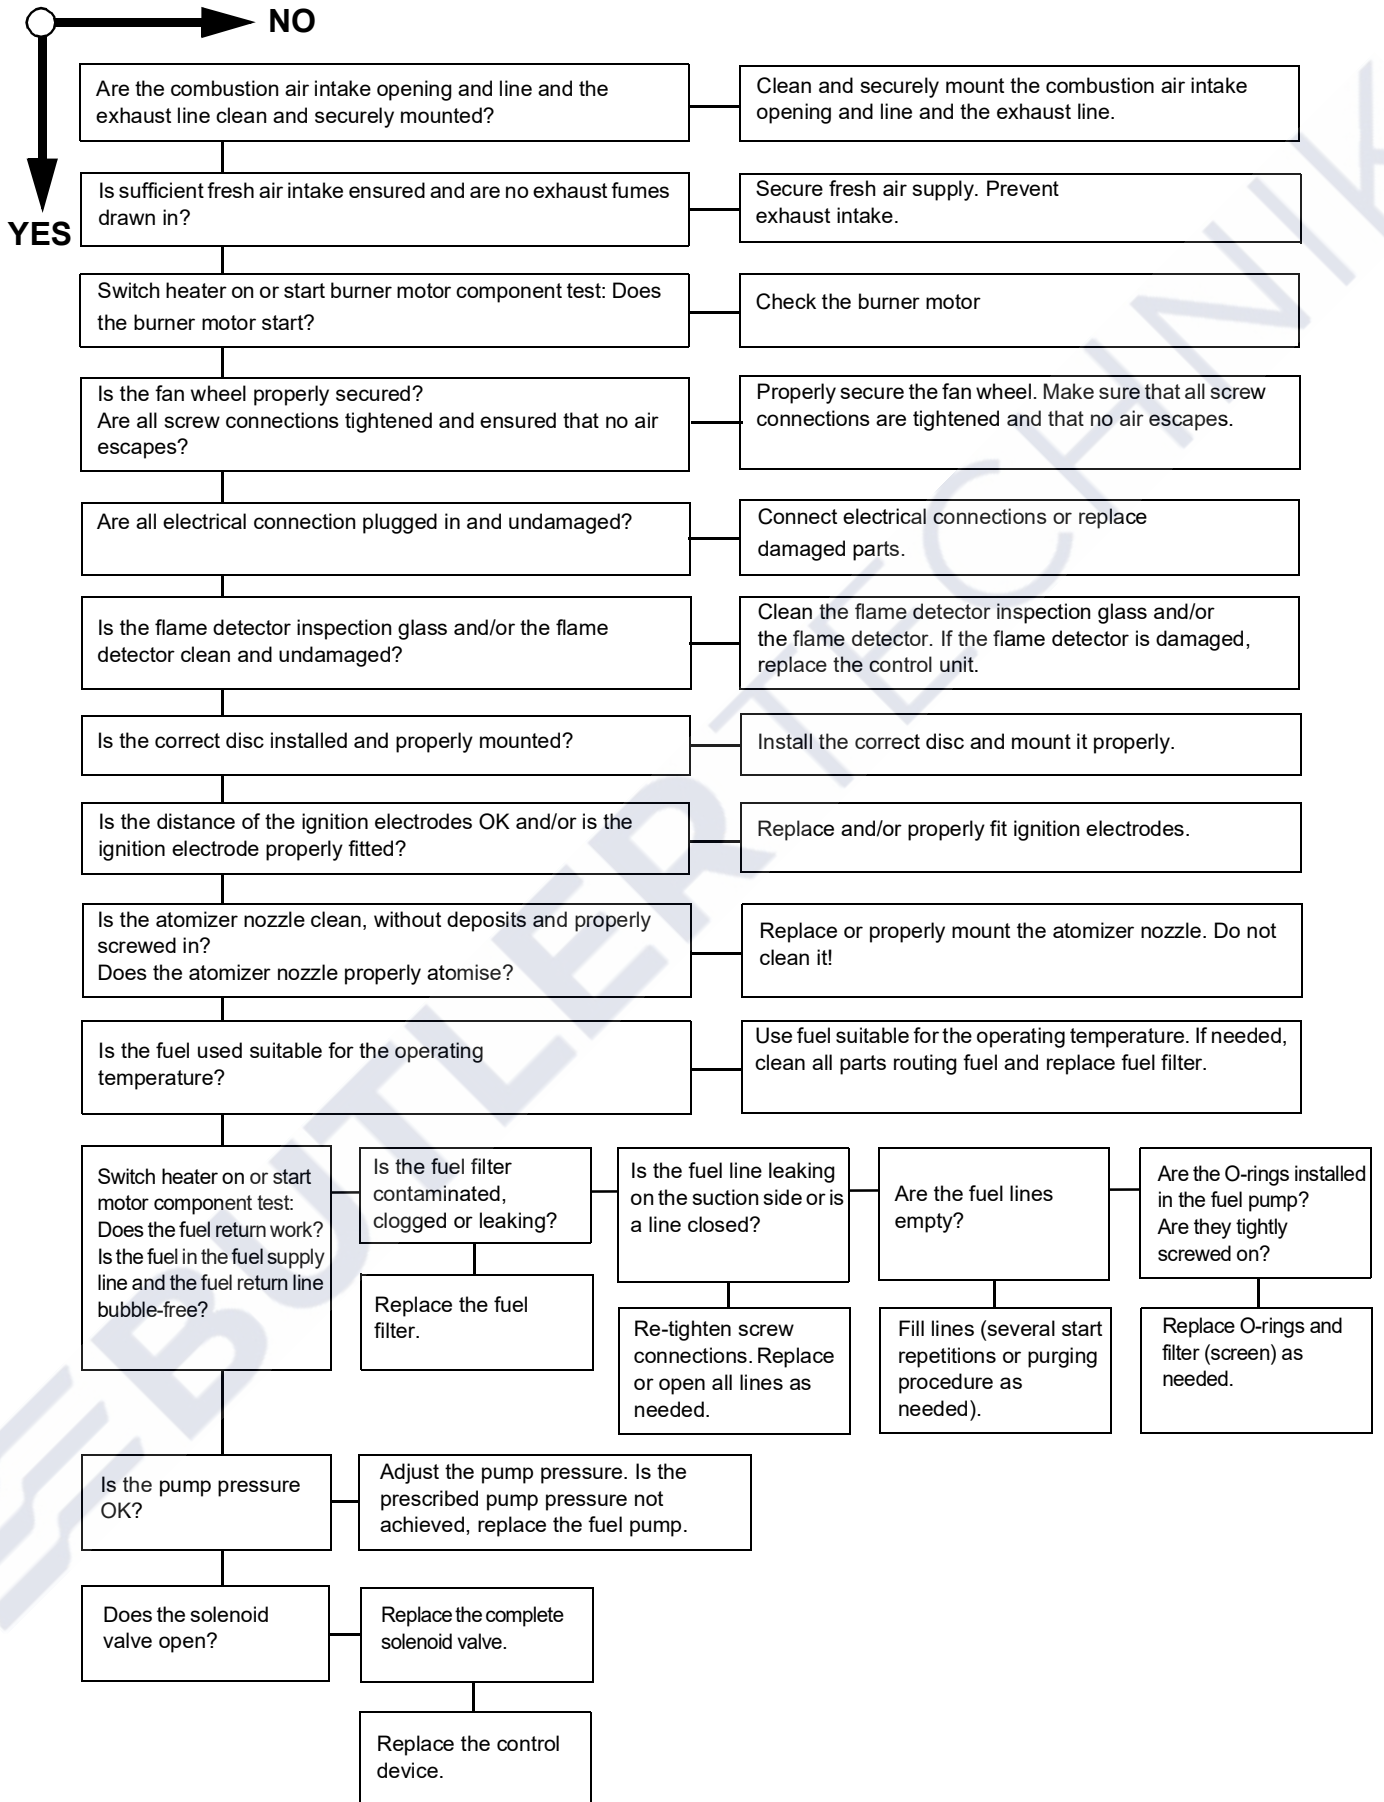 NO
YES
Are the combustion air intake opening and line and the
exhaust line clean and securely mounted?
Clean and securely mount the combustion air intake
opening and line and the exhaust line.
Is sufficient fresh air intake ensured and are no exhaust fumes
drawn in?
Secure fresh air supply. Prevent
exhaust intake.
Switch heater on or start burner motor component test: Does
the burner motor start?
Check the burner motor
Is the fan wheel properly secured?
Are all screw connections tightened and ensured that no air
escapes?
Properly secure the fan wheel. Make sure that all screw
connections are tightened and that no air escapes.
Are all electrical connection plugged in and undamaged?
Connect electrical connections or replace
damaged parts.
Is the flame detector inspection glass and/or the flame
detector clean and undamaged?
Clean the flame detector inspection glass and/or
the flame detector. If the flame detector is damaged,
replace the control unit.
Is the correct disc installed and properly mounted?
Install the correct disc and mount it properly.
Is the distance of the ignition electrodes OK and/or is the
ignition electrode properly fitted?
Replace and/or properly fit ignition electrodes.
Is the atomizer nozzle clean, without deposits and properly
screwed in?
Does the atomizer nozzle properly atomise?
Replace or properly mount the atomizer nozzle. Do not
clean it!
Is the fuel used suitable for the operating
temperature?
Use fuel suitable for the operating temperature. If needed,
clean all parts routing fuel and replace fuel filter.
Switch heater on or start
motor component test:
Does the fuel return work?
Is the fuel in the fuel supply
line and the fuel return line
bubble-free?
Is the fuel filter
contaminated,
clogged or leaking?
Replace the fuel
filter.
Is the fuel line leaking
on the suction side or is
a line closed?
Re-tighten screw
connections. Replace
or open all lines as
needed.
Are the fuel lines
empty?
Fill lines (several start
repetitions or purging
procedure as
needed).
Are the O-rings installed
in the fuel pump?
Are they tightly
screwed on?
Replace O-rings and
filter (screen) as
needed.
Is the pump pressure
OK?
Adjust the pump pressure. Is the
prescribed pump pressure not
achieved, replace the fuel pump.
Does the solenoid
valve open?
Replace the complete
solenoid valve.
Replace the control
device.
BUTLER TECHNIK